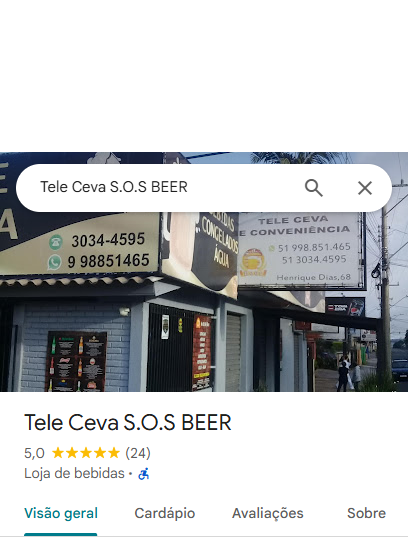 Tele Ceva S.O.S BEER
TELE CEVA
E CONVENIÊNCIA
BEBIDAS
CONGELADOS
ÁGUA
3034-4595
9 98851465
51 998.851.465
51 3034.4595
Henrique Dias,68
Tele Ceva S.O.S BEER
5,0 (24)
Loja de bebidas ·
Visão geral Cardápio Avaliações Sobre